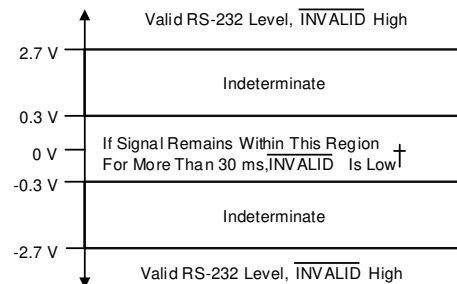 Valid RS-232 Level, INVALID High
2.7 V
Indeterminate
0.3 V
If Signal Remains Within This Region
0 V
For More Than 30 ms,INVALID Is Low†
-0.3 V
Indeterminate
-2.7 V
Valid RS-232 Level, INVALID High